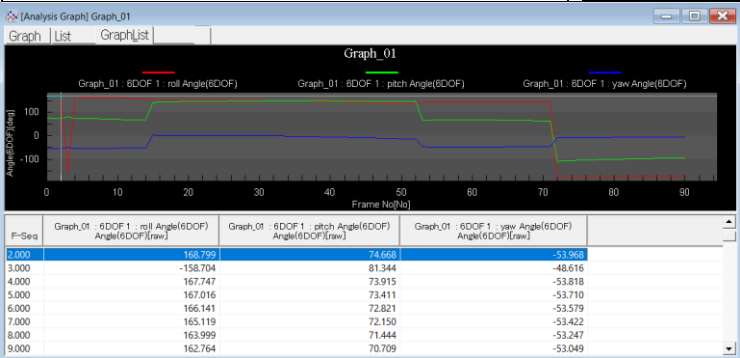 [Analysis Graph] Graph_01
Graph List GraphList
Graph_01
Graph_01 : 6DOF 1 : roll Angle(6DOF) Graph_01 : 6DOF 1 : pitch Angle(6DOF) Graph_01 : 6DOF 1 : yaw Angle(6DOF)
Angle(6DOF)[deg]
100
0
-100
0 10 20 30 40 50 60 70 80 90
Frame No[No]
Graph_01 : 6DOF 1 : roll Angle(6DOF) Graph_01 : 6DOF 1 : pitch Angle(6DOF) Graph_01 : 6DOF 1 : yaw Angle(6DOF)
F-Seq Angle(6DOF)[raw] Angle(6DOF)[raw] Angle(6DOF)[raw]
2.000 168.799 74.668 -53.968
3.000 -158.704 81.344 -48.616
4.000 167.747 73.915 -53.818
5.000 167.016 73.411 -53.710
6.000 166.141 72.821 -53.579
7.000 165.119 72.150 -53.422
8.000 163.999 71.444 -53.247
9.000 162.764 70.709 -53.049